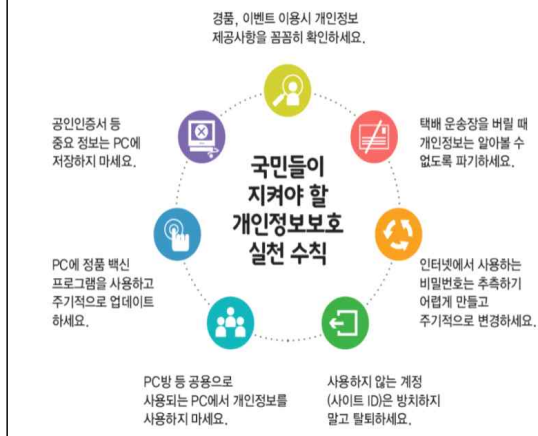 경품, 이벤트 이용시 개인정보
제공사항을 꼼꼼히 확인하세요.
택배 운송장을 버릴 때
개인정보는 알아볼 수
없도록 파기하세요.
인터넷에서 사용하는
비밀번호는 추측하기
어렵게 만들고
주기적으로 변경하세요.
사용하지 않는 계정
(사이트 ID)은 방치하지
말고 탈퇴하세요.
PC방 등 공용으로
사용되는 PC에서 개인정보를
사용하지 마세요.
PC에 정품 백신
프로그램을 사용하고
주기적으로 업데이트
하세요.
공인인증서 등
중요 정보는 PC에
저장하지 마세요.
국민들이
지켜야 할
개인정보보호
실천 수칙